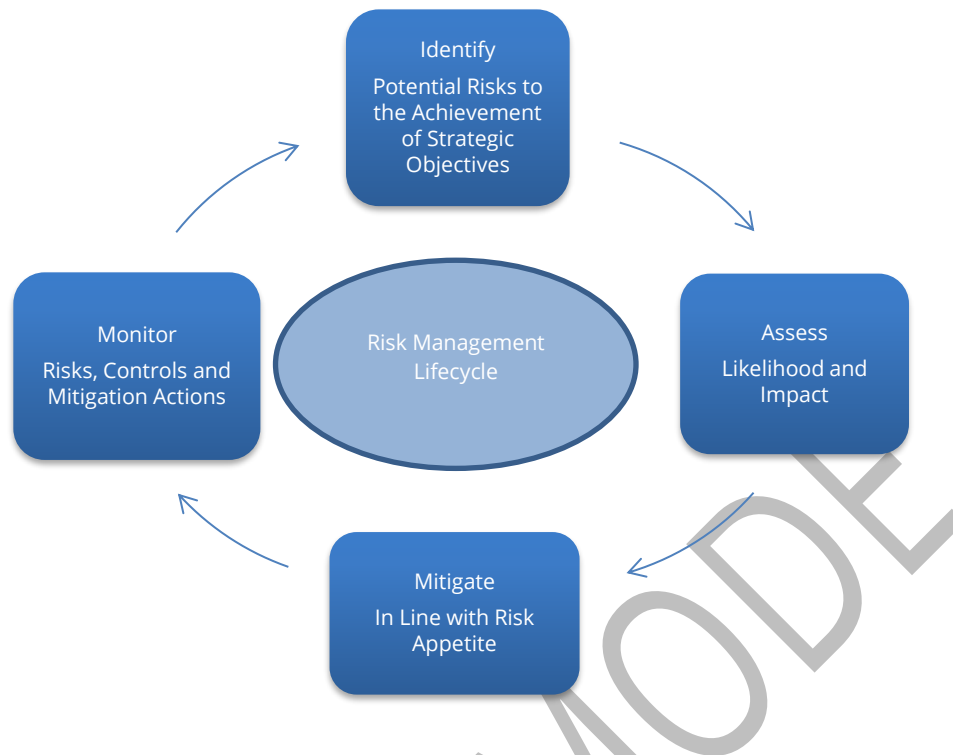 Identify
Potential Risks to
the Achievement
of Strategic
Objectives
Monitor
Risks, Controls and
Mitigation Actions
Risk Management
Lifecycle
Assess
Likelihood and
Impact
Mitigate
In Line with Risk
Appetite
MODE